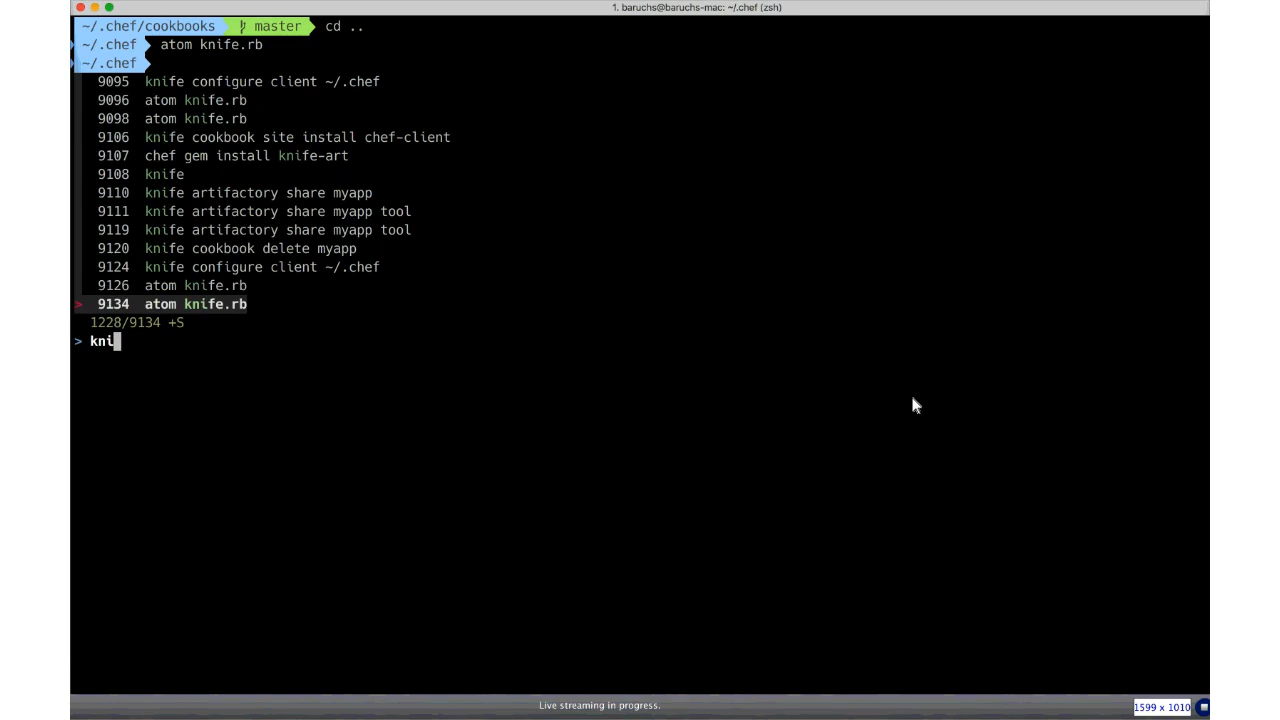 1. baruchs@baruchs-mac: ~/.chef (zsh)
~/.chef/cookbooks master cd ..
~/.chef atom knife.rb
~/.chef
9095 knife configure client ~/.chef
9096 atom knife.rb
9098 atom knife.rb
9106 knife cookbook site install chef-client
9107 chef gem install knife-art
9108 knife
9110 knife artifactory share myapp
9111 knife artifactory share myapp tool
9119 knife artifactory share myapp tool
9120 knife cookbook delete myapp
9124 knife configure client ~/.chef
9126 atom knife.rb
> 9134 atom knife.rb
1228/9134 +S
> kni
Live streaming in progress.
1599 x 1010